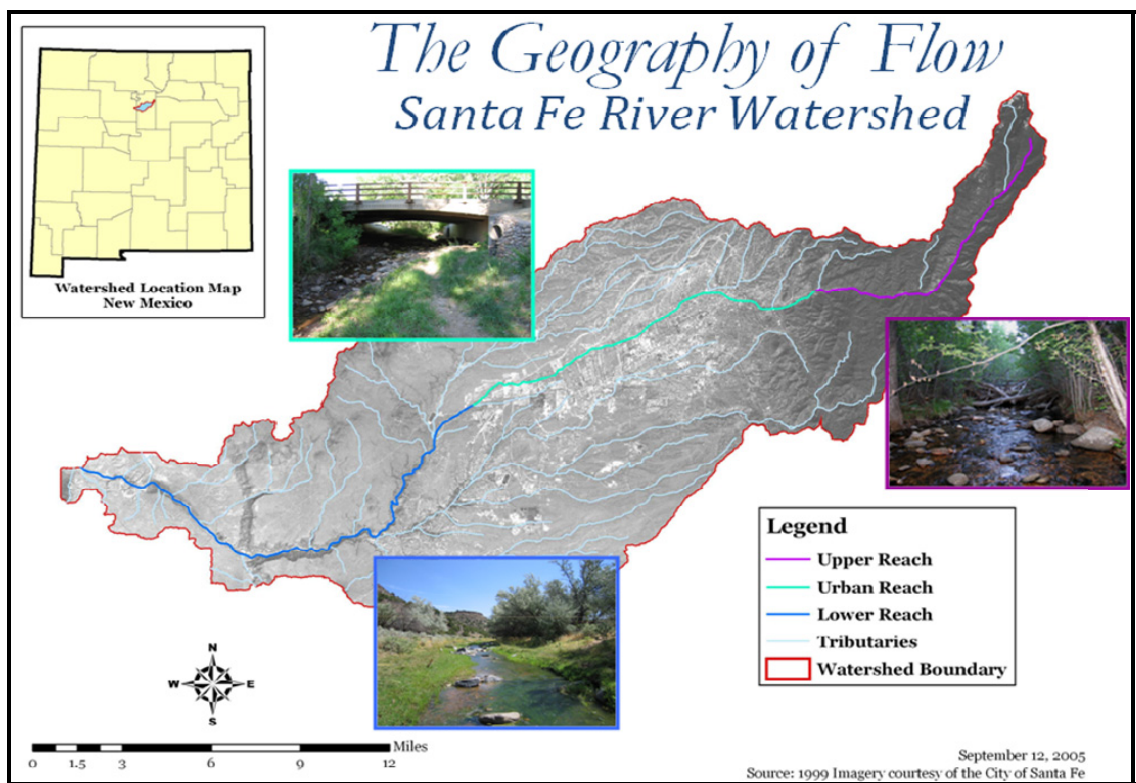 The Geography of Flow
Santa Fe River Watershed
Watershed Location Map
New Mexico
Legend
Upper Reach
Urban Reach
Lower Reach
Tributaries
Watershed Boundary
N
W E
S
Miles
0 1.5 3 6 9 12
September 12, 2005
Source: 1999 Imagery courtesy of the City of Santa Fe